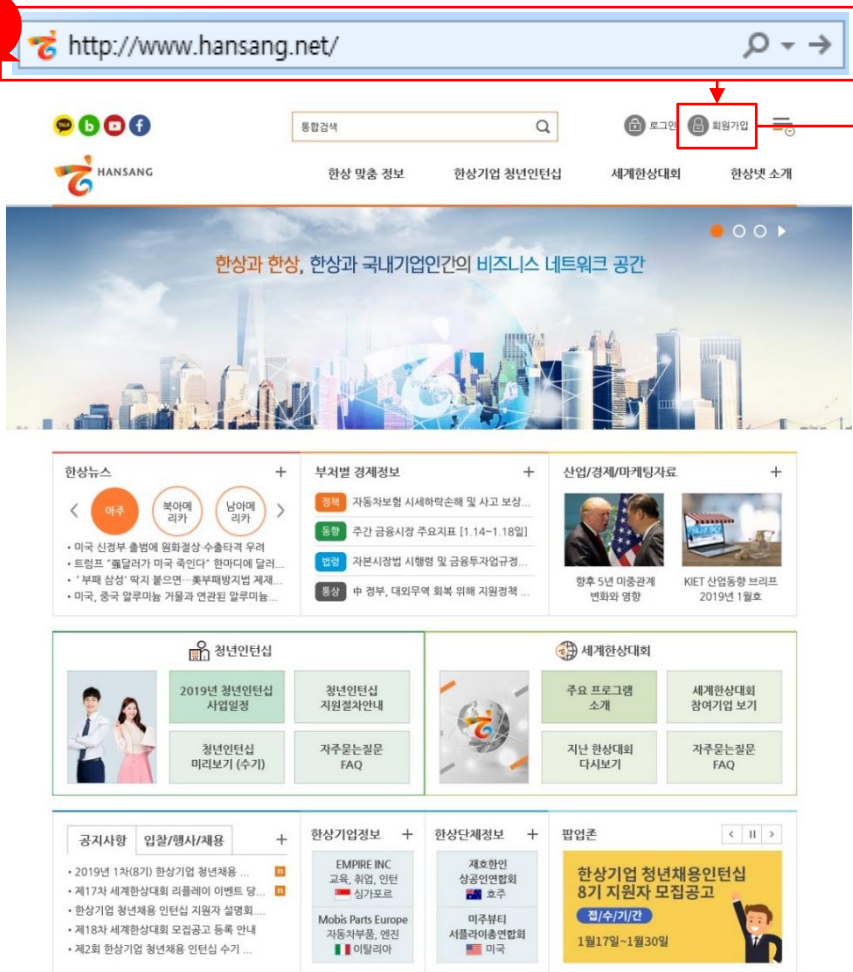 http://www.hansang.net/
TALK b f
통합검색
로그인
회원가입
HANSANG
한상 맞춤 정보
한상기업 청년인턴십
세계한상대회
한상넷 소개
한상과 한상, 한상과 국내기업인간의 비즈니스 네트워크 공간
한상뉴스 +
아주
북아메
리카
남아메
리카
• 미국 신정부 출범에 원화절상·수출타격 우려
• 트럼프 "强달러가 미국 죽인다" 한마디에 달러...
• '부패 삼성' 딱지 붙으면…美부패방지법 제재...
• 미국, 중국 알루미늄 거물과 연관된 알루미늄...
부처별 경제정보 +
정책 자동차보험 시세하락손해 및 사고 보상...
동향 주간 금융시장 주요지표 [1.14~1.18일]
법령 자본시장법 시행령 및 금융투자업규정...
통상 中 정부, 대외무역 회복 위해 지원정책 ...
산업/경제/마케팅자료 +
향후 5년 미중관계
변화와 영향
KIET 산업동향 브리프
2019년 1월호
청년인턴십
2019년 청년인턴십
사업일정
청년인턴십
지원절차안내
청년인턴십
미리보기 (수기)
자주묻는질문
FAQ
세계한상대회
HANSANG
주요 프로그램
소개
세계한상대회
참여기업 보기
지난 한상대회
다시보기
자주묻는질문
FAQ
공지사항 입찰/행사/채용 +
• 2019년 1차(8기) 한상기업 청년채용 ... n
• 제17차 세계한상대회 리플레이 이벤트 당... n
• 한상기업 청년채용 인턴십 지원자 설명회....
• 제18차 세계한상대회 모집공고 등록 안내
• 제2회 한상기업 청년채용 인턴십 수기 ...
한상기업정보 +
EMPIRE INC
교육, 취업, 인턴
싱가포르
Mobis Parts Europe
자동차부품, 엔진
이탈리아
한상단체정보 +
재호한인
상공인연합회
호주
미주뷰티
서플라이총연합회
미국
팝업존
한상기업 청년채용인턴십
8기 지원자 모집공고
접/수/기/간
1월17일~1월30일